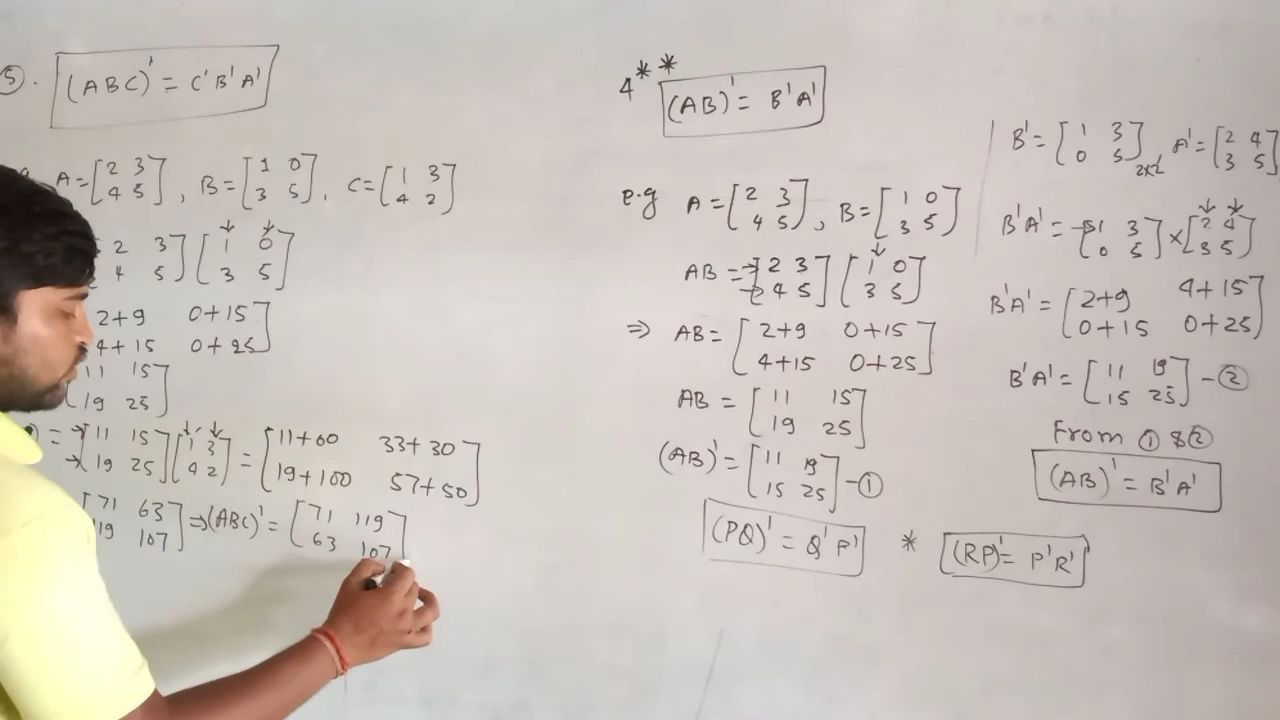 5. (ABC)' = C'B'A'
A = [2 3
4 5], B = [1 0
3 5], C = [1 3
4 2]
2 3
4 5] [1 0
3 5]
2+9 0+15
4+15 0+25]
[11 15
19 25]
= [11 15
19 25] [1 3
4 2] = [11+60 33+30
19+100 57+50]
[71 63
119 107] ⇒ (ABC)' = [71 119
63 107]
4** (AB)' = B'A'
e.g A = [2 3
4 5], B = [1 0
3 5]
AB = [2 3
4 5] [1 0
3 5]
⇒ AB = [2+9 0+15
4+15 0+25]
AB = [11 15
19 25]
(AB)' = [11 19
15 25] - ①
(PQ)' = Q'P' * (RP)' = P'R'
B' = [1 3
0 5]2x2 A' = [2 4
3 5]
B'A' = [1 3
0 5] × [2 4
3 5]
B'A' = [2+9 4+15
0+15 0+25]
B'A' = [11 19
15 25] - ②
From ① & ②
(AB)' = B'A'